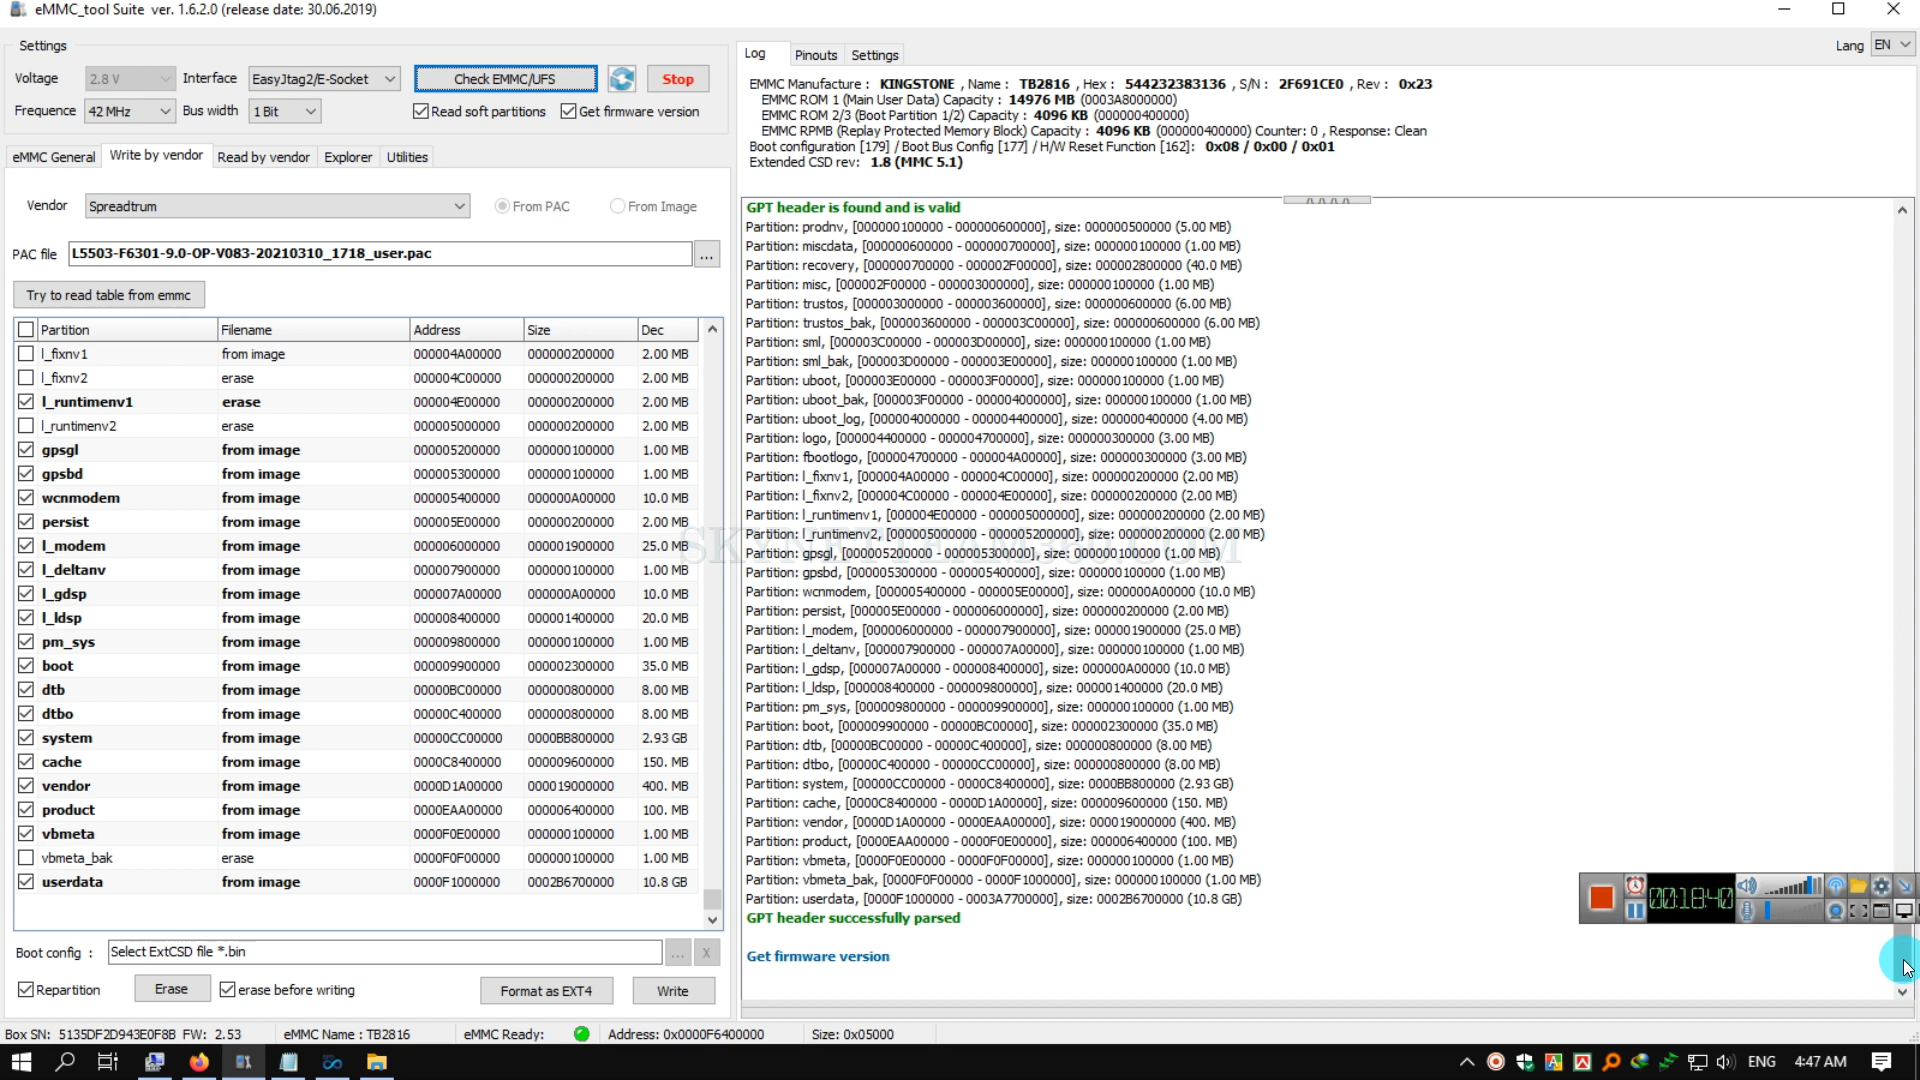 eMMC_tool Suite ver. 1.6.2.0 (release date: 30.06.2019)
Settings
Voltage 2.8 V Interface EasyJtag2/E-Socket Check EMMC/UFS Stop
Frequency 42 MHz Bus width 1 Bit Read soft partitions Get firmware version
eMMC General Write by vendor Read by vendor Explorer Utilities
Vendor Spreadtrum From PAC From Image
PAC file L5503-F6301-9.0-OP-V083-20210310_1718_user.pac ...
Try to read table from emmc
Partition Filename Address Size Dec
l_fixnv1 from image 000004A00000 000000200000 2.00 MB
l_fixnv2 erase 000004C00000 000000200000 2.00 MB
l_runtimenv1 erase 000004E00000 000000200000 2.00 MB
l_runtimenv2 erase 000005000000 000000200000 2.00 MB
gpsgl from image 000005200000 000000100000 1.00 MB
gpsbd from image 000005300000 000000100000 1.00 MB
wcnmodem from image 000005400000 000000A00000 10.0 MB
persist from image 000005E00000 000000200000 2.00 MB
l_modem from image 000006000000 000001900000 25.0 MB
l_deltanv from image 000007900000 000000100000 1.00 MB
l_gdsp from image 000007A00000 000000A00000 10.0 MB
l_ldsp from image 000008400000 000001400000 20.0 MB
pm_sys from image 000009800000 000000100000 1.00 MB
boot from image 000009900000 000002300000 35.0 MB
dtb from image 00000BC00000 000000800000 8.00 MB
dtbo from image 00000C400000 000000800000 8.00 MB
system from image 00000CC00000 0000BB800000 2.93 GB
cache from image 0000C8400000 000009600000 150. MB
vendor from image 0000D1A00000 000019000000 400. MB
product from image 0000EAA00000 000006400000 100. MB
vbmeta from image 0000F0E00000 000000100000 1.00 MB
vbmeta_bak erase 0000F0F00000 000000100000 1.00 MB
userdata from image 0000F1000000 0002B6700000 10.8 GB
Boot config : Select ExtCSD file *.bin ... X
Repartition Erase erase before writing Format as EXT4 Write
Log Pinouts Settings Lang EN
EMMC Manufacture : KINGSTONE , Name : TB2816 , Hex : 544232383136 , S/N : 2F691CE0 , Rev : 0x23
EMMC ROM 1 (Main User Data) Capacity : 14976 MB (0003A8000000)
EMMC ROM 2/3 (Boot Partition 1/2) Capacity : 4096 KB (000000400000)
EMMC RPMB (Replay Protected Memory Block) Capacity : 4096 KB (000000400000) Counter: 0 , Response: Clean
Boot configuration [179] / Boot Bus Config [177] / H/W Reset Function [162]: 0x08 / 0x00 / 0x01
Extended CSD rev: 1.8 (MMC 5.1)
GPT header is found and is valid
Partition: prodnv, [000000100000 - 000000600000], size: 000000500000 (5.00 MB)
Partition: miscdata, [000000600000 - 000000700000], size: 000000100000 (1.00 MB)
Partition: recovery, [000000700000 - 000002F00000], size: 000002800000 (40.0 MB)
Partition: misc, [000002F00000 - 000003000000], size: 000000100000 (1.00 MB)
Partition: trustos, [000003000000 - 000003600000], size: 000000600000 (6.00 MB)
Partition: trustos_bak, [000003600000 - 000003C00000], size: 000000600000 (6.00 MB)
Partition: sml, [000003C00000 - 000003D00000], size: 000000100000 (1.00 MB)
Partition: sml_bak, [000003D00000 - 000003E00000], size: 000000100000 (1.00 MB)
Partition: uboot, [000003E00000 - 000003F00000], size: 000000100000 (1.00 MB)
Partition: uboot_bak, [000003F00000 - 000004000000], size: 000000100000 (1.00 MB)
Partition: uboot_log, [000004000000 - 000004400000], size: 000000400000 (4.00 MB)
Partition: logo, [000004400000 - 000004700000], size: 000000300000 (3.00 MB)
Partition: fbootlogo, [000004700000 - 000004A00000], size: 000000300000 (3.00 MB)
Partition: l_fixnv1, [000004A00000 - 000004C00000], size: 000000200000 (2.00 MB)
Partition: l_fixnv2, [000004C00000 - 000004E00000], size: 000000200000 (2.00 MB)
Partition: l_runtimenv1, [000004E00000 - 000005000000], size: 000000200000 (2.00 MB)
Partition: l_runtimenv2, [000005000000 - 000005200000], size: 000000200000 (2.00 MB)
SKYNETTEAM360.COM
Partition: gpsgl, [000005200000 - 000005300000], size: 000000100000 (1.00 MB)
Partition: gpsbd, [000005300000 - 000005400000], size: 000000100000 (1.00 MB)
Partition: wcnmodem, [000005400000 - 000005E00000], size: 000000A00000 (10.0 MB)
Partition: persist, [000005E00000 - 000006000000], size: 000000200000 (2.00 MB)
Partition: l_modem, [000006000000 - 000007900000], size: 000001900000 (25.0 MB)
Partition: l_deltanv, [000007900000 - 000007A00000], size: 000000100000 (1.00 MB)
Partition: l_gdsp, [000007A00000 - 000008400000], size: 000000A00000 (10.0 MB)
Partition: l_ldsp, [000008400000 - 000009800000], size: 000001400000 (20.0 MB)
Partition: pm_sys, [000009800000 - 000009900000], size: 000000100000 (1.00 MB)
Partition: boot, [000009900000 - 00000BC00000], size: 000002300000 (35.0 MB)
Partition: dtb, [00000BC00000 - 00000C400000], size: 000000800000 (8.00 MB)
Partition: dtbo, [00000C400000 - 00000CC00000], size: 000000800000 (8.00 MB)
Partition: system, [00000CC00000 - 0000C8400000], size: 0000BB800000 (2.93 GB)
Partition: cache, [0000C8400000 - 0000D1A00000], size: 000009600000 (150. MB)
Partition: vendor, [0000D1A00000 - 0000EAA00000], size: 000019000000 (400. MB)
Partition: product, [0000EAA00000 - 0000F0E00000], size: 000006400000 (100. MB)
Partition: vbmeta, [0000F0E00000 - 0000F0F00000], size: 000000100000 (1.00 MB)
Partition: vbmeta_bak, [0000F0F00000 - 0000F1000000], size: 000000100000 (1.00 MB)
Partition: userdata, [0000F1000000 - 0003A7700000], size: 0002B6700000 (10.8 GB)
GPT header successfully parsed
Get firmware version
00:18:40
Box SN: 5135DF2D943E0F8B FW: 2.53 eMMC Name : TB2816 eMMC Ready: Address: 0x0000F6400000 Size: 0x05000
ENG 4:47 AM